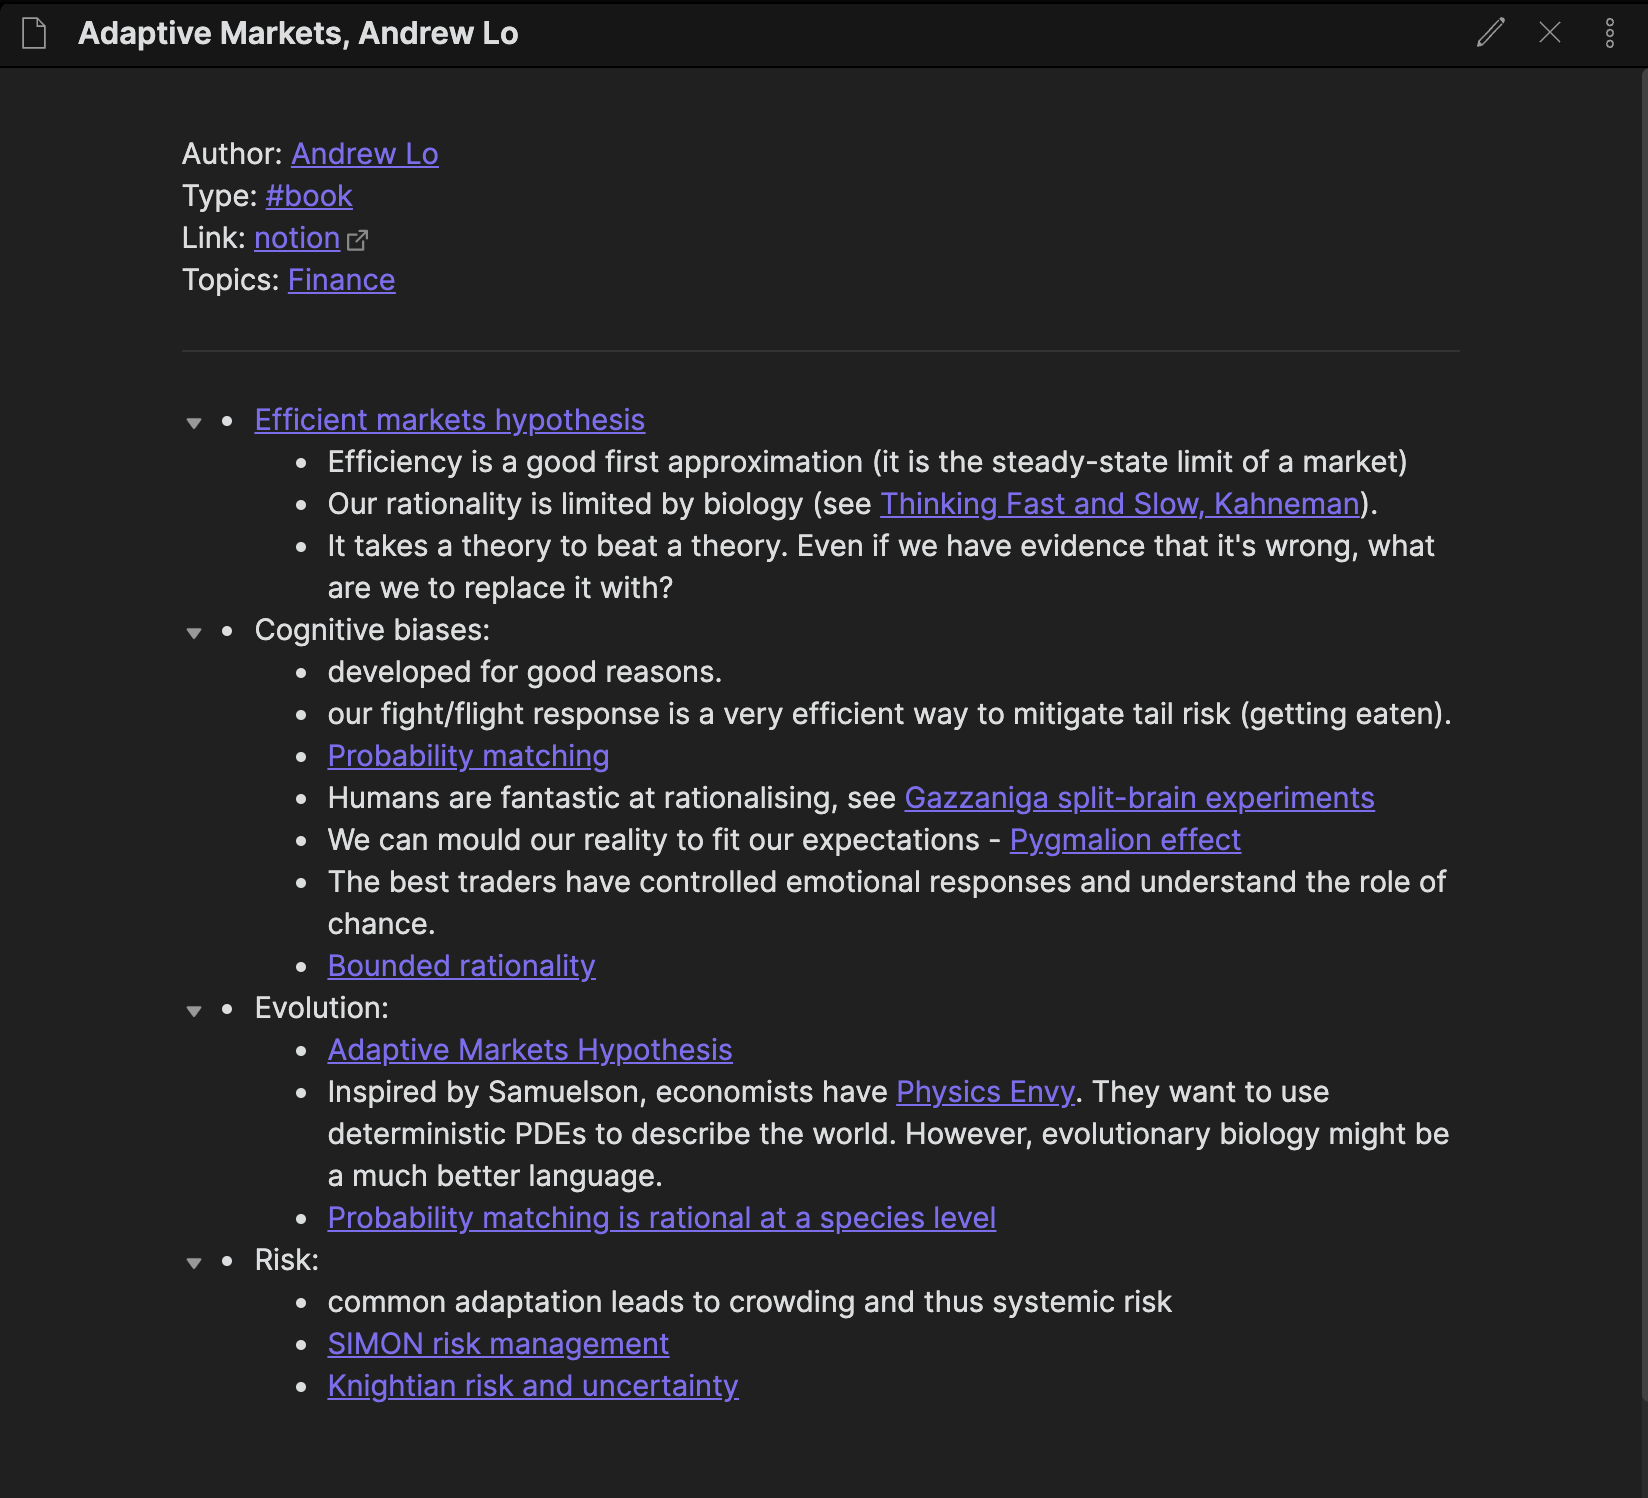 Adaptive Markets, Andrew Lo
Author: Andrew Lo
Type: #book
Link: notion
Topics: Finance
Efficient markets hypothesis
Efficiency is a good first approximation (it is the steady-state limit of a market)
Our rationality is limited by biology (see Thinking Fast and Slow, Kahneman).
It takes a theory to beat a theory. Even if we have evidence that it's wrong, what
are we to replace it with?
Cognitive biases:
developed for good reasons.
our fight/flight response is a very efficient way to mitigate tail risk (getting eaten).
Probability matching
Humans are fantastic at rationalising, see Gazzaniga split-brain experiments
We can mould our reality to fit our expectations - Pygmalion effect
The best traders have controlled emotional responses and understand the role of
chance.
Bounded rationality
Evolution:
Adaptive Markets Hypothesis
Inspired by Samuelson, economists have Physics Envy. They want to use
deterministic PDEs to describe the world. However, evolutionary biology might be
a much better language.
Probability matching is rational at a species level
Risk:
common adaptation leads to crowding and thus systemic risk
SIMON risk management
Knightian risk and uncertainty